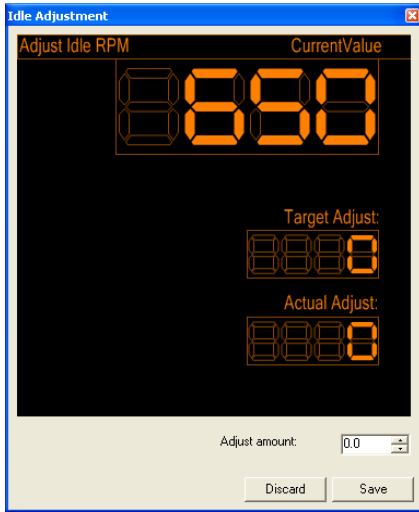 Idle Adjustment
Adjust Idle RPM CurrentValue
650
Target Adjust:
0
Actual Adjust:
0
Adjust amount: 0.0
Discard Save